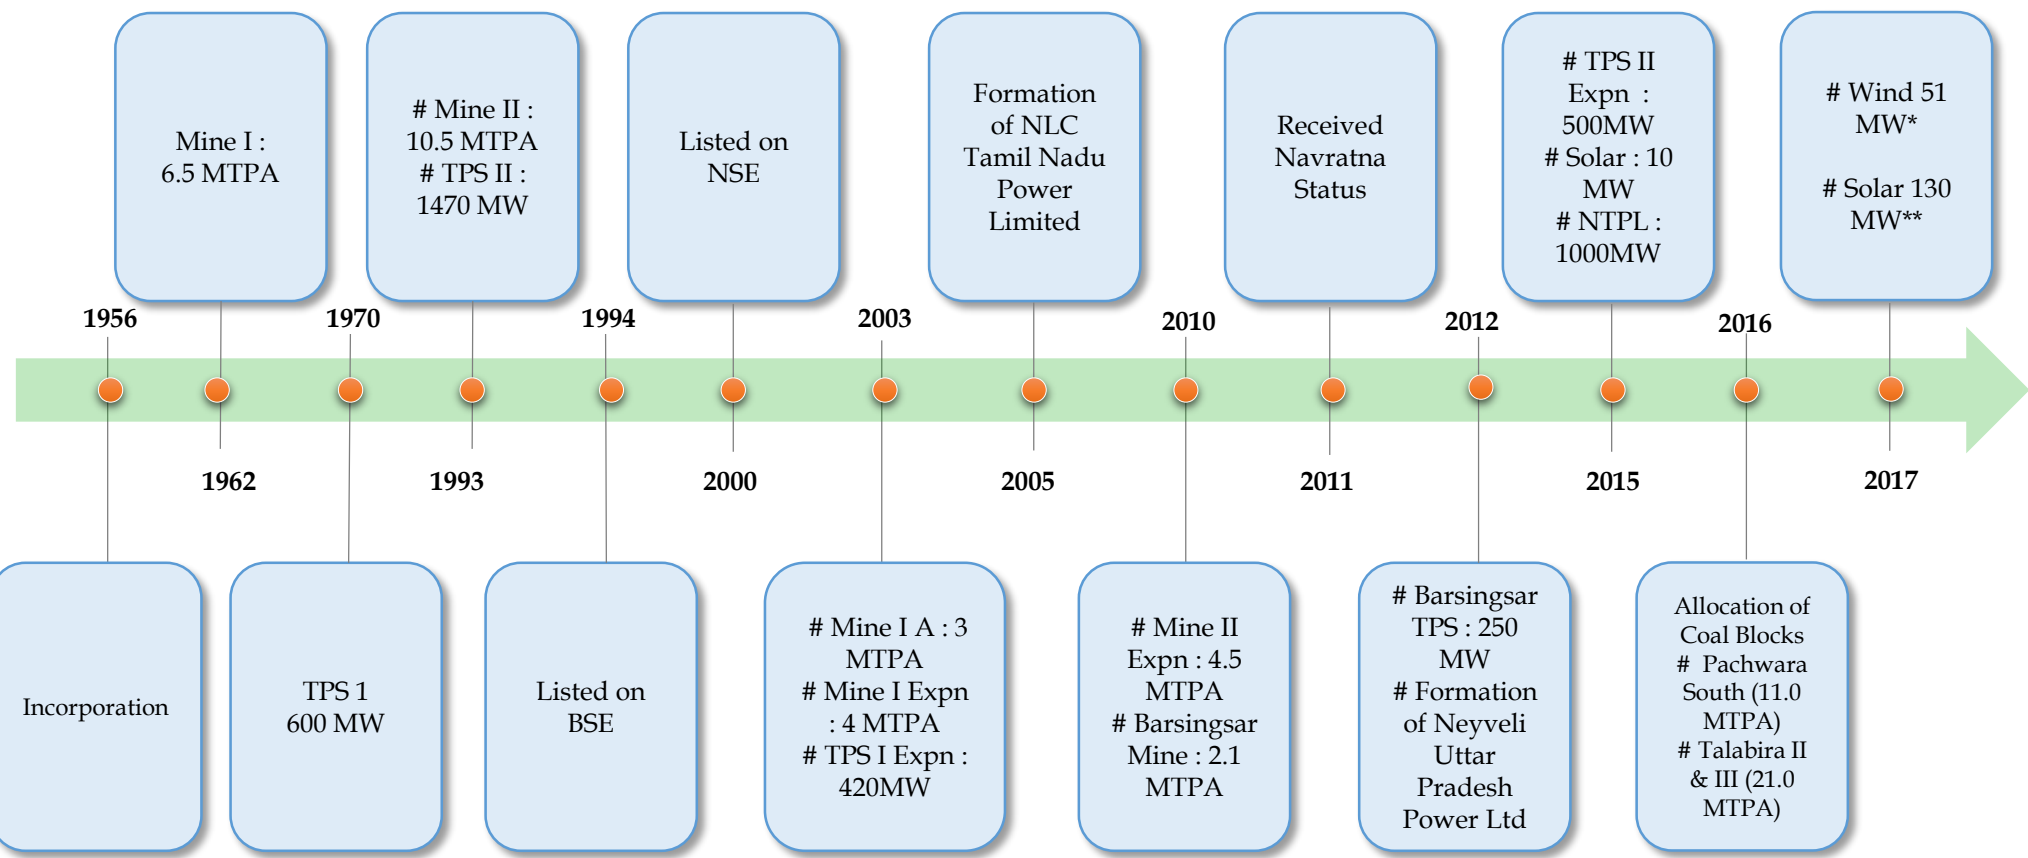 Mine I :
6.5 MTPA
# Mine II :
10.5 MTPA
# TPS II :
1470 MW
Listed on
NSE
Formation
of NLC
Tamil Nadu
Power
Limited
Received
Navratna
Status
# TPS II
Expn :
500MW
# Solar : 10
MW
# NTPL :
1000MW
# Wind 51
MW*
# Solar 130
MW**
1956
1970
1994
2003
2010
2012
2016
1962
1993
2000
2005
2011
2015
2017
Incorporation
TPS 1
600 MW
Listed on
BSE
# Mine I A : 3
MTPA
# Mine I Expn
: 4 MTPA
# TPS I Expn :
420MW
# Mine II
Expn : 4.5
MTPA
# Barsingsar
Mine : 2.1
MTPA
# Barsingsar
TPS : 250
MW
# Formation
of Neyveli
Uttar
Pradesh
Power Ltd
Allocation of
Coal Blocks
# Pachwara
South (11.0
MTPA)
# Talabira II
& III (21.0
MTPA)